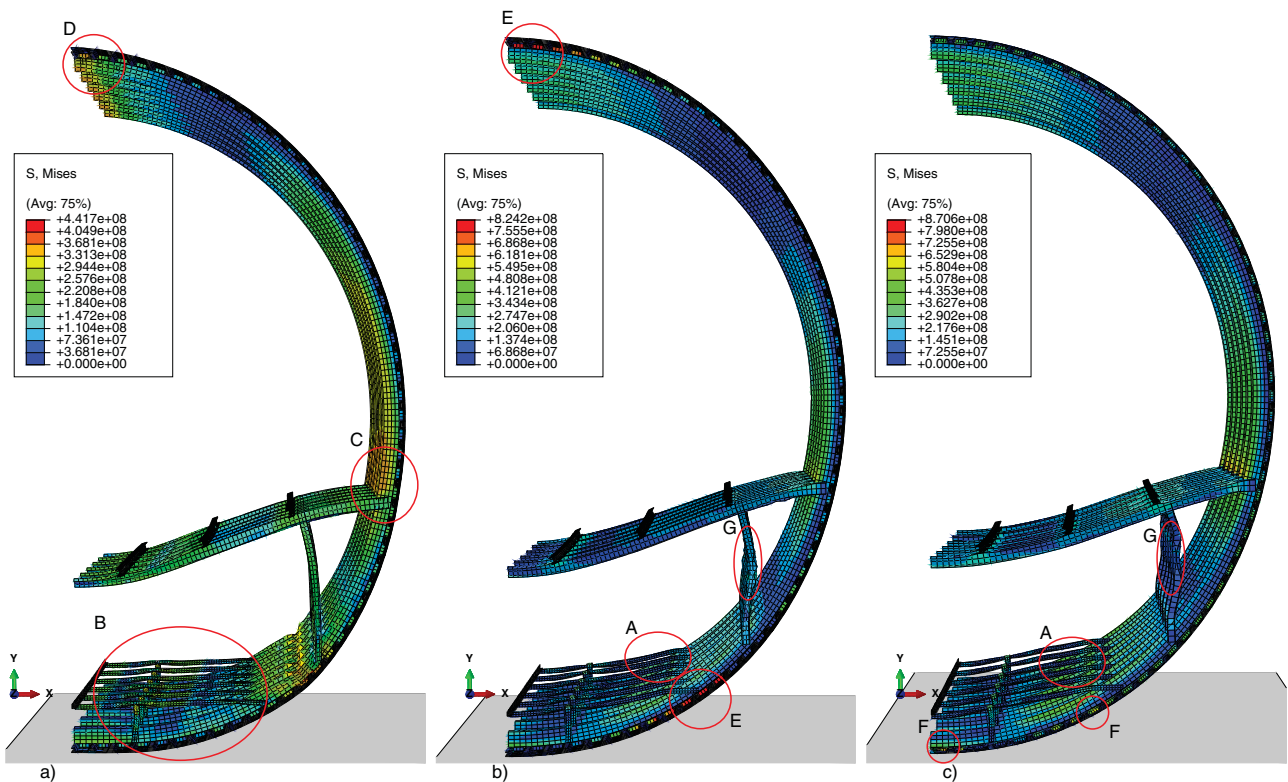 D
S, Mises
(Avg: 75%)
+4.417e+08
+4.049e+08
+3.681e+08
+3.313e+08
+2.944e+08
+2.576e+08
+2.208e+08
+1.840e+08
+1.472e+08
+1.104e+08
+7.361e+07
+3.681e+07
+0.000e+00
C
B
Y
X
a)
E
S, Mises
(Avg: 75%)
+8.242e+08
+7.555e+08
+6.868e+08
+6.181e+08
+5.495e+08
+4.808e+08
+4.121e+08
+3.434e+08
+2.747e+08
+2.060e+08
+1.374e+08
+6.868e+07
+0.000e+00
G
A
E
Y
X
b)
S, Mises
(Avg: 75%)
+8.706e+08
+7.980e+08
+7.255e+08
+6.529e+08
+5.804e+08
+5.078e+08
+4.353e+08
+3.627e+08
+2.902e+08
+2.176e+08
+1.451e+08
+7.255e+07
+0.000e+00
G
A
F
F
Y
X
c)